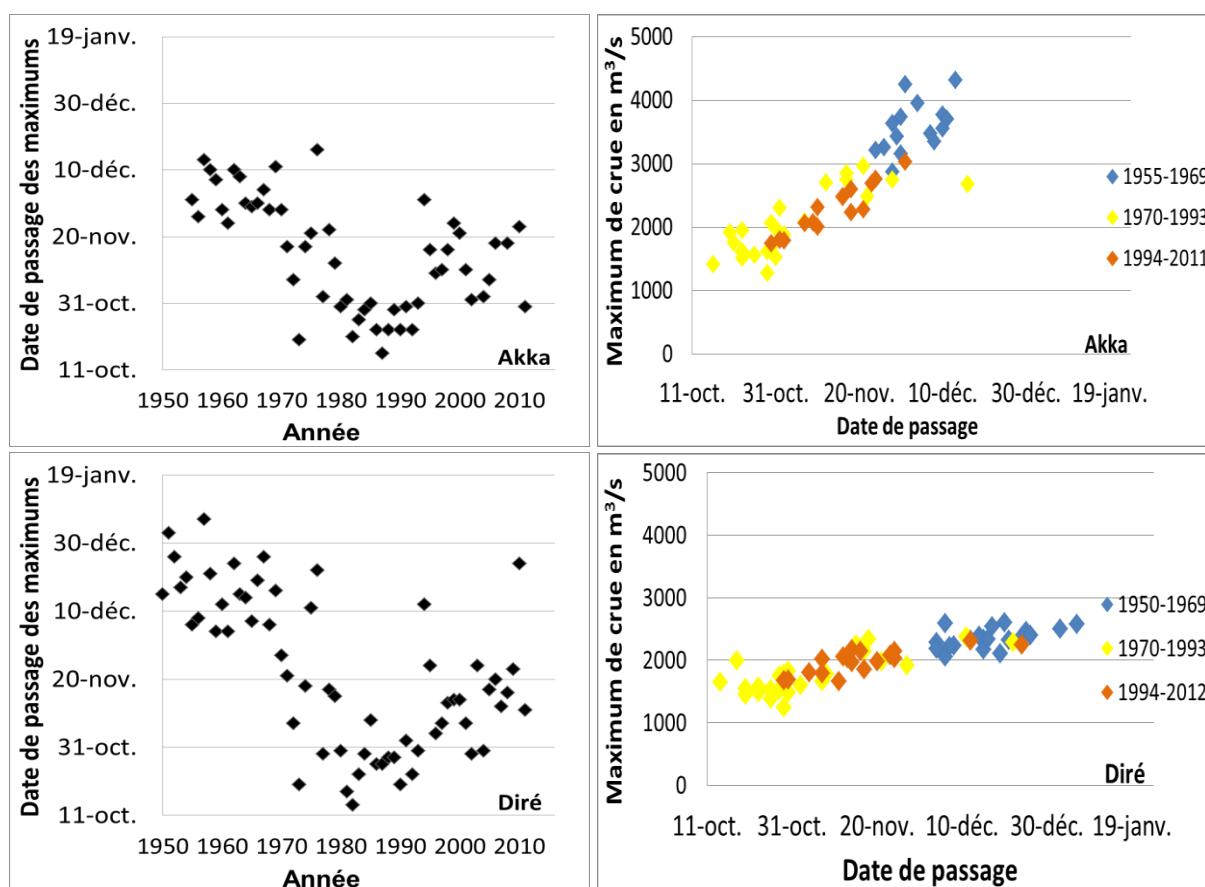 Date de passage des maximums
19-janv.
30-déc.
10-déc.
20-nov.
31-oct.
11-oct.
Akka
1950 1960 1970 1980 1990 2000 2010
Année
Maximum de crue en m³/s
5000
4000
3000
2000
1000
0
1955-1969
1970-1993
1994-2011
Akka
11-oct. 31-oct. 20-nov. 10-déc. 30-déc. 19-janv.
Date de passage
Date de passage des maximums
19-janv.
30-déc.
10-déc.
20-nov.
31-oct.
11-oct.
Diré
1950 1960 1970 1980 1990 2000 2010
Année
Maximum de crue en m³/s
5000
4000
3000
2000
1000
0
1950-1969
1970-1993
1994-2012
Diré
11-oct. 31-oct. 20-nov. 10-déc. 30-déc. 19-janv.
Date de passage